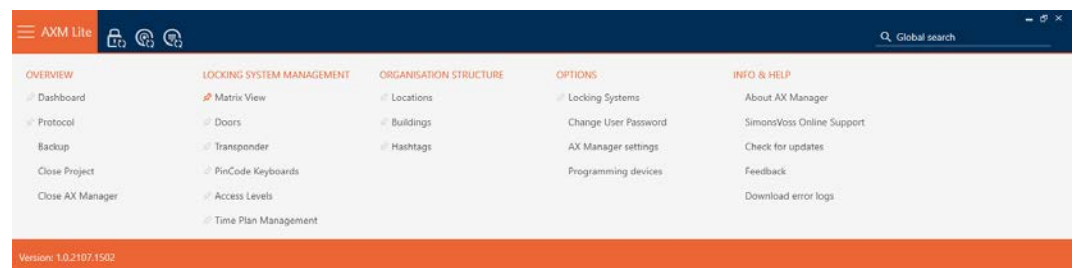 AXM Lite
Global search
OVERVIEW
Dashboard
Protocol
Backup
Close Project
Close AX Manager
LOCKING SYSTEM MANAGEMENT
Matrix View
Doors
Transponder
PinCode Keyboards
Access Levels
Time Plan Management
ORGANISATION STRUCTURE
Locations
Buildings
Hashtags
OPTIONS
Locking Systems
Change User Password
AX Manager settings
Programming devices
INFO & HELP
About AX Manager
SimonsVoss Online Support
Check for updates
Feedback
Download error logs
Version: 1.0.2107.1502